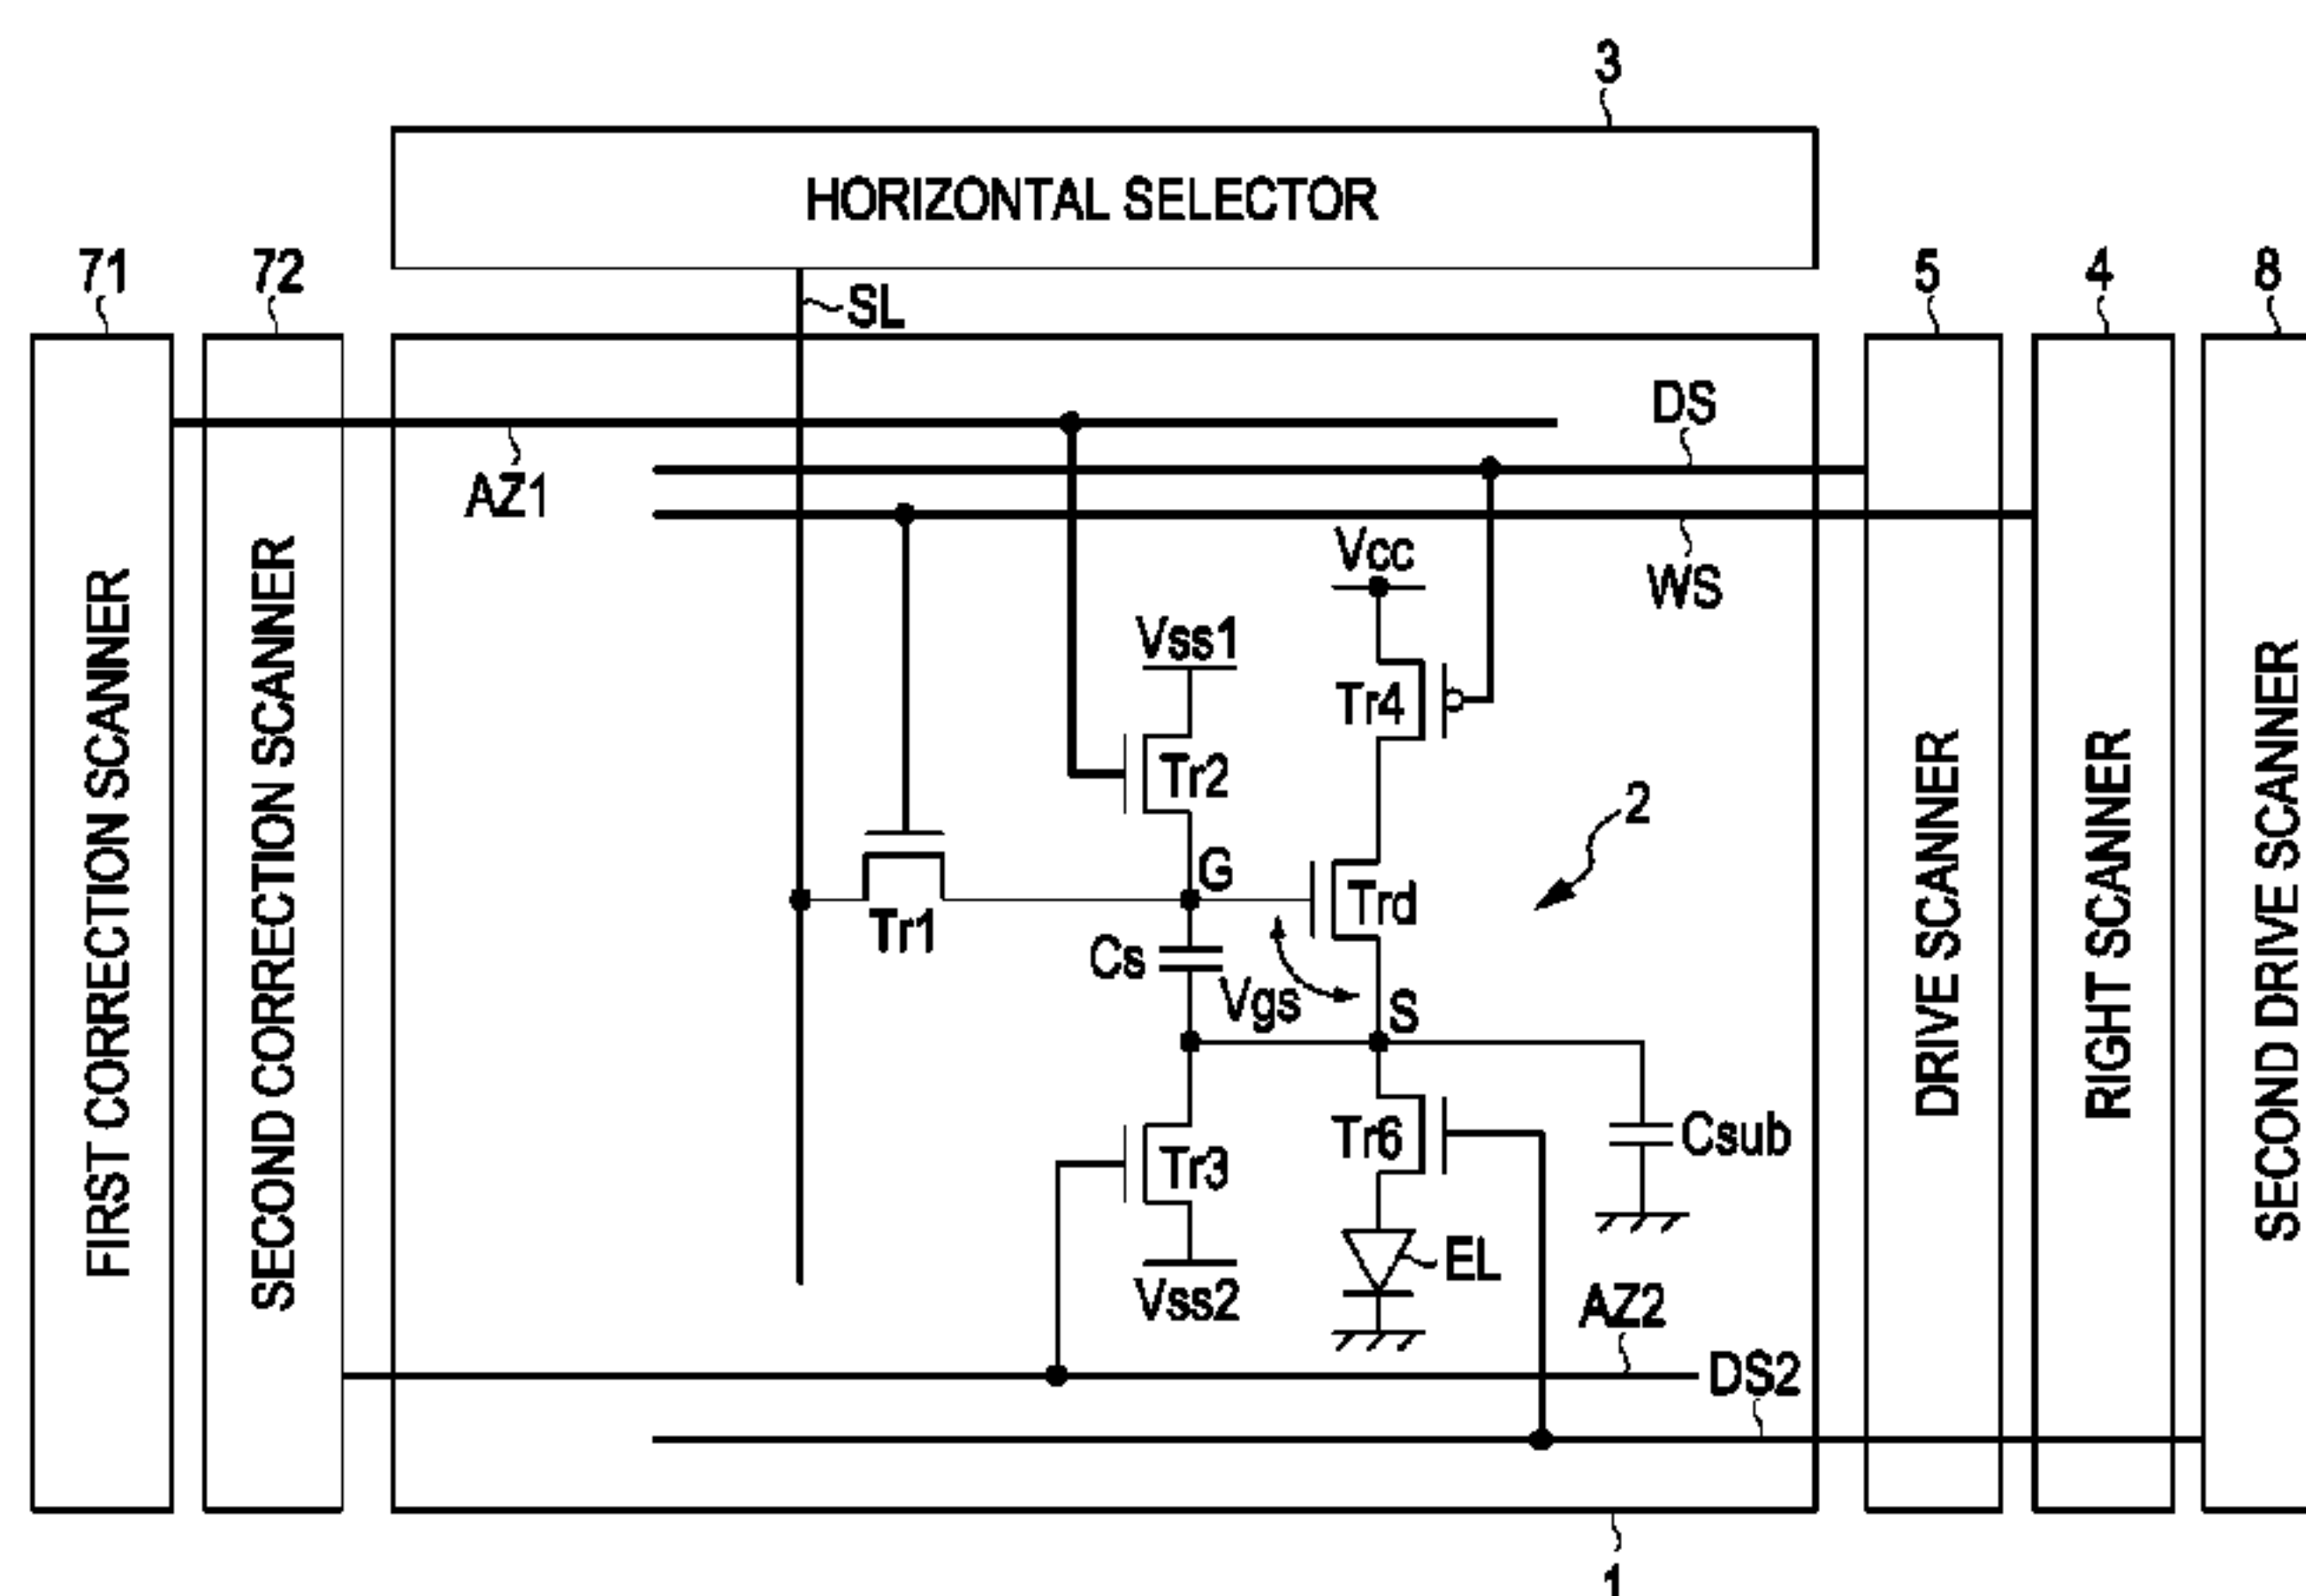 3
HORIZONTAL SELECTOR
71
72
5
4
8
SL
DS
AZ1
WS
Vcc
Vss1
Tr4
Tr2
2
G
Trd
Tr1
Cs
Vgs
S
Tr6
Csub
Tr3
EL
Vss2
AZ2
DS2
FIRST CORRECTION SCANNER
SECOND CORRECTION SCANNER
DRIVE SCANNER
RIGHT SCANNER
SECOND DRIVE SCANNER
1